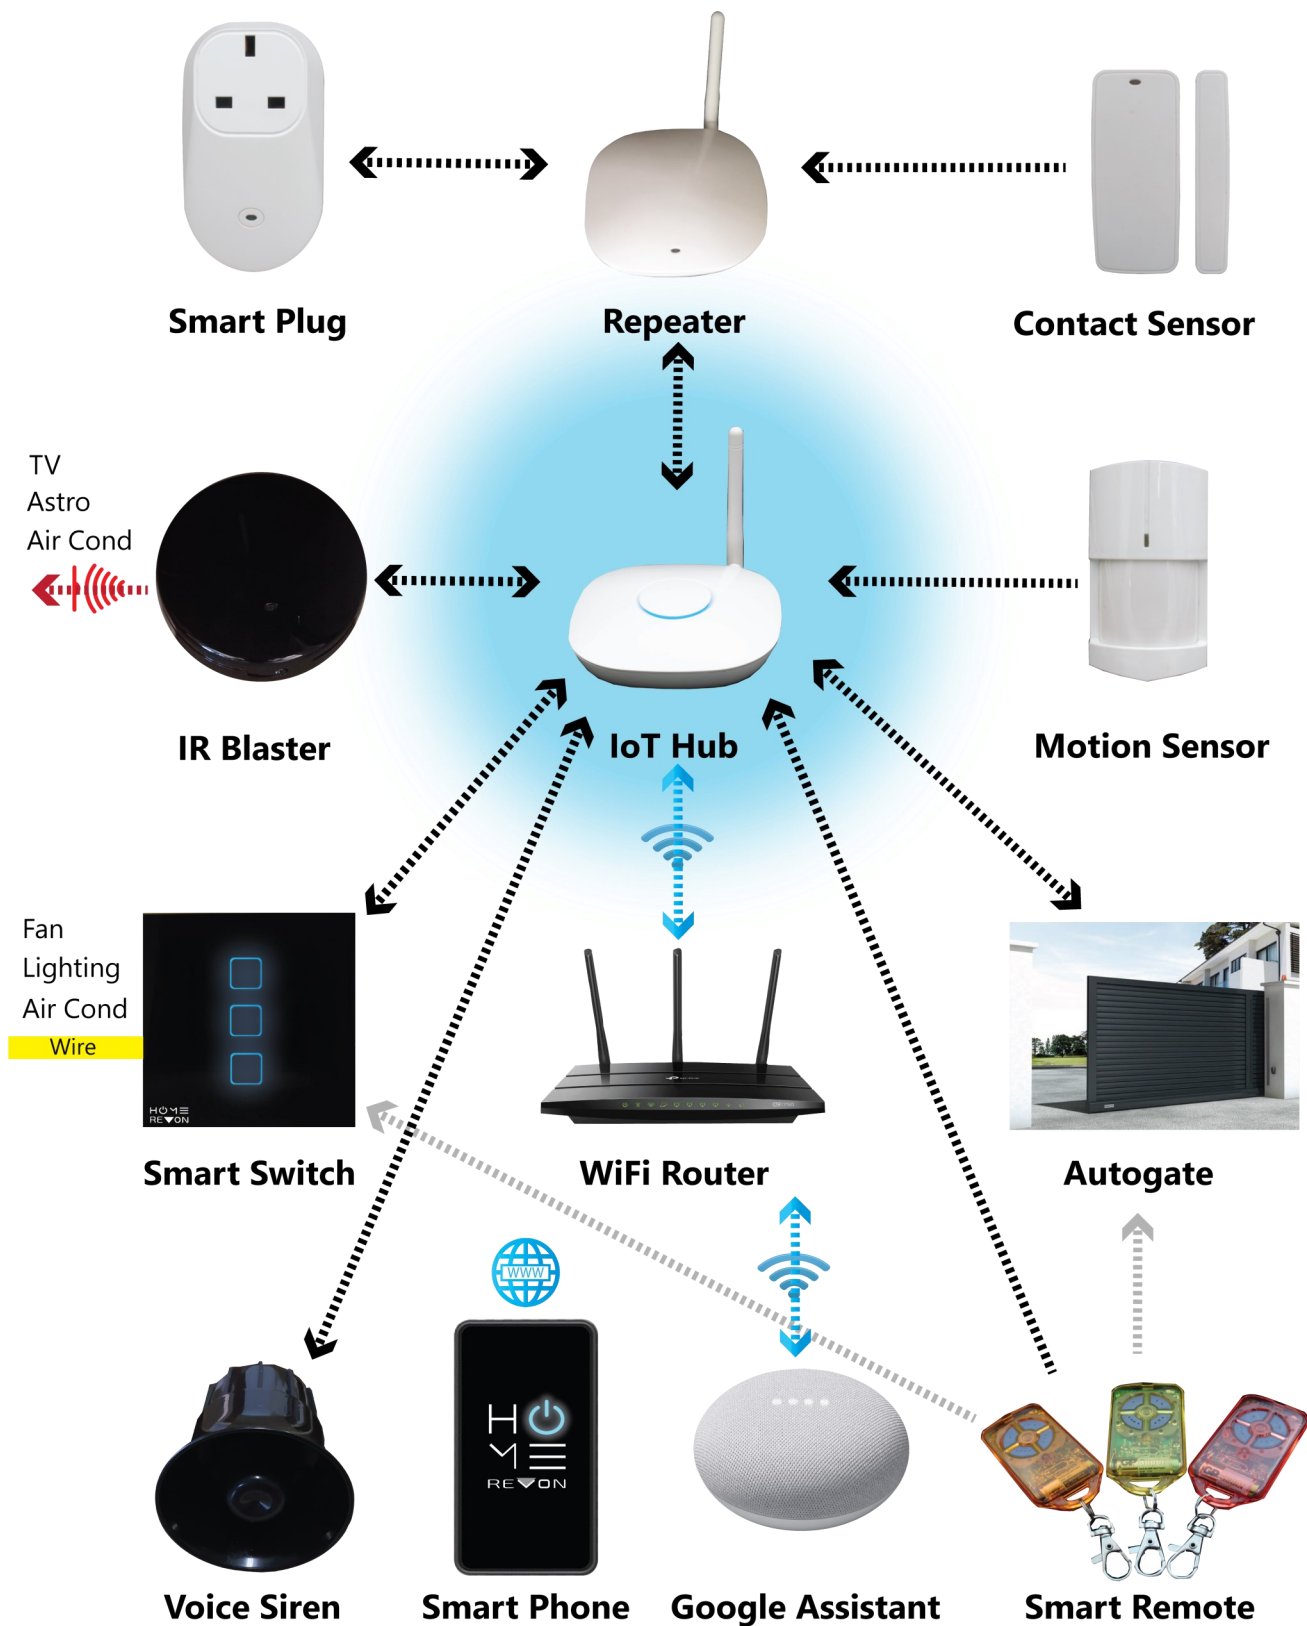 Smart Plug
Repeater
Contact Sensor
TV
Astro
Air Cond
IR Blaster
IoT Hub
Motion Sensor
Fan
Lighting
Air Cond
Wire
HOME
REVON
Smart Switch
WiFi Router
Autogate
WWW
HOME
REVON
Voice Siren
Smart Phone
Google Assistant
Smart Remote